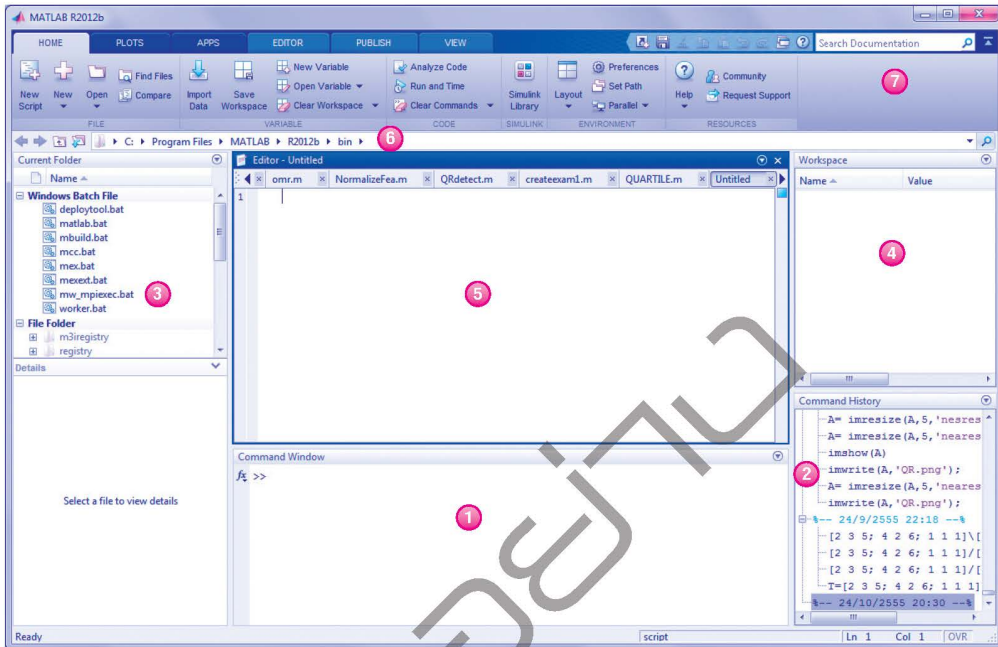 MATLAB R2012b
HOME PLOTS APPS EDITOR PUBLISH VIEW
Search Documentation
New Script
New
Open
Find Files
Compare
FILE
Import Data
Save Workspace
New Variable
Open Variable
Clear Workspace
VARIABLE
Analyze Code
Run and Time
Clear Commands
CODE
Simulink Library
SIMULINK
Layout
Preferences
Set Path
Parallel
ENVIRONMENT
? Help
Community
Request Support
RESOURCES
7
C: Program Files MATLAB R2012b bin
6
Current Folder
Name
Windows Batch File
deploytool.bat
matlab.bat
mbuild.bat
mcc.bat
mex.bat
mexext.bat
mw_mpiexec.bat
worker.bat
3
File Folder
m3iregistry
registry
Details
Select a file to view details
Editor - Untitled
omr.m NormalizeFea.m QRdetect.m createexam1.m QUARTILE.m Untitled
1
5
Command Window
fx >>
1
Workspace
Name Value
4
Command History
A= imresize(A,5,'nesres
A= imresize(A,5,'neares
imshow(A)
imwrite(A,'QR.png');
2
A= imresize(A,5,'neares
imwrite(A,'QR.png');
%-- 24/9/2555 22:18 --%
[2 3 5; 4 2 6; 1 1 1]\[
[2 3 5; 4 2 6; 1 1 1]/[
[2 3 5; 4 2 6; 1 1 1]/[
T=[2 3 5; 4 2 6; 1 1 1]
%-- 24/10/2555 20:30 --%
Ready
script
Ln 1 Col 1 OVR